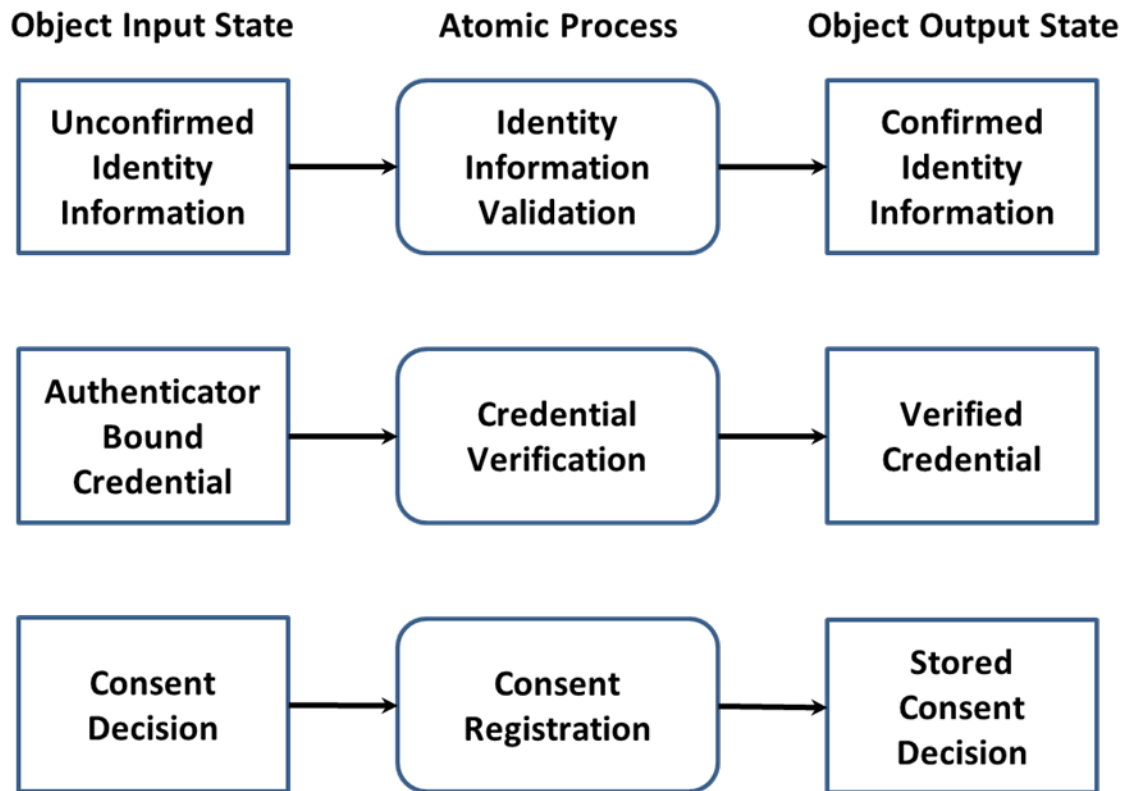 Object Input State
Atomic Process
Object Output State
Unconfirmed
Identity
Information
Identity
Information
Validation
Confirmed
Identity
Information
Authenticator
Bound
Credential
Credential
Verification
Verified
Credential
Consent
Decision
Consent
Registration
Stored
Consent
Decision